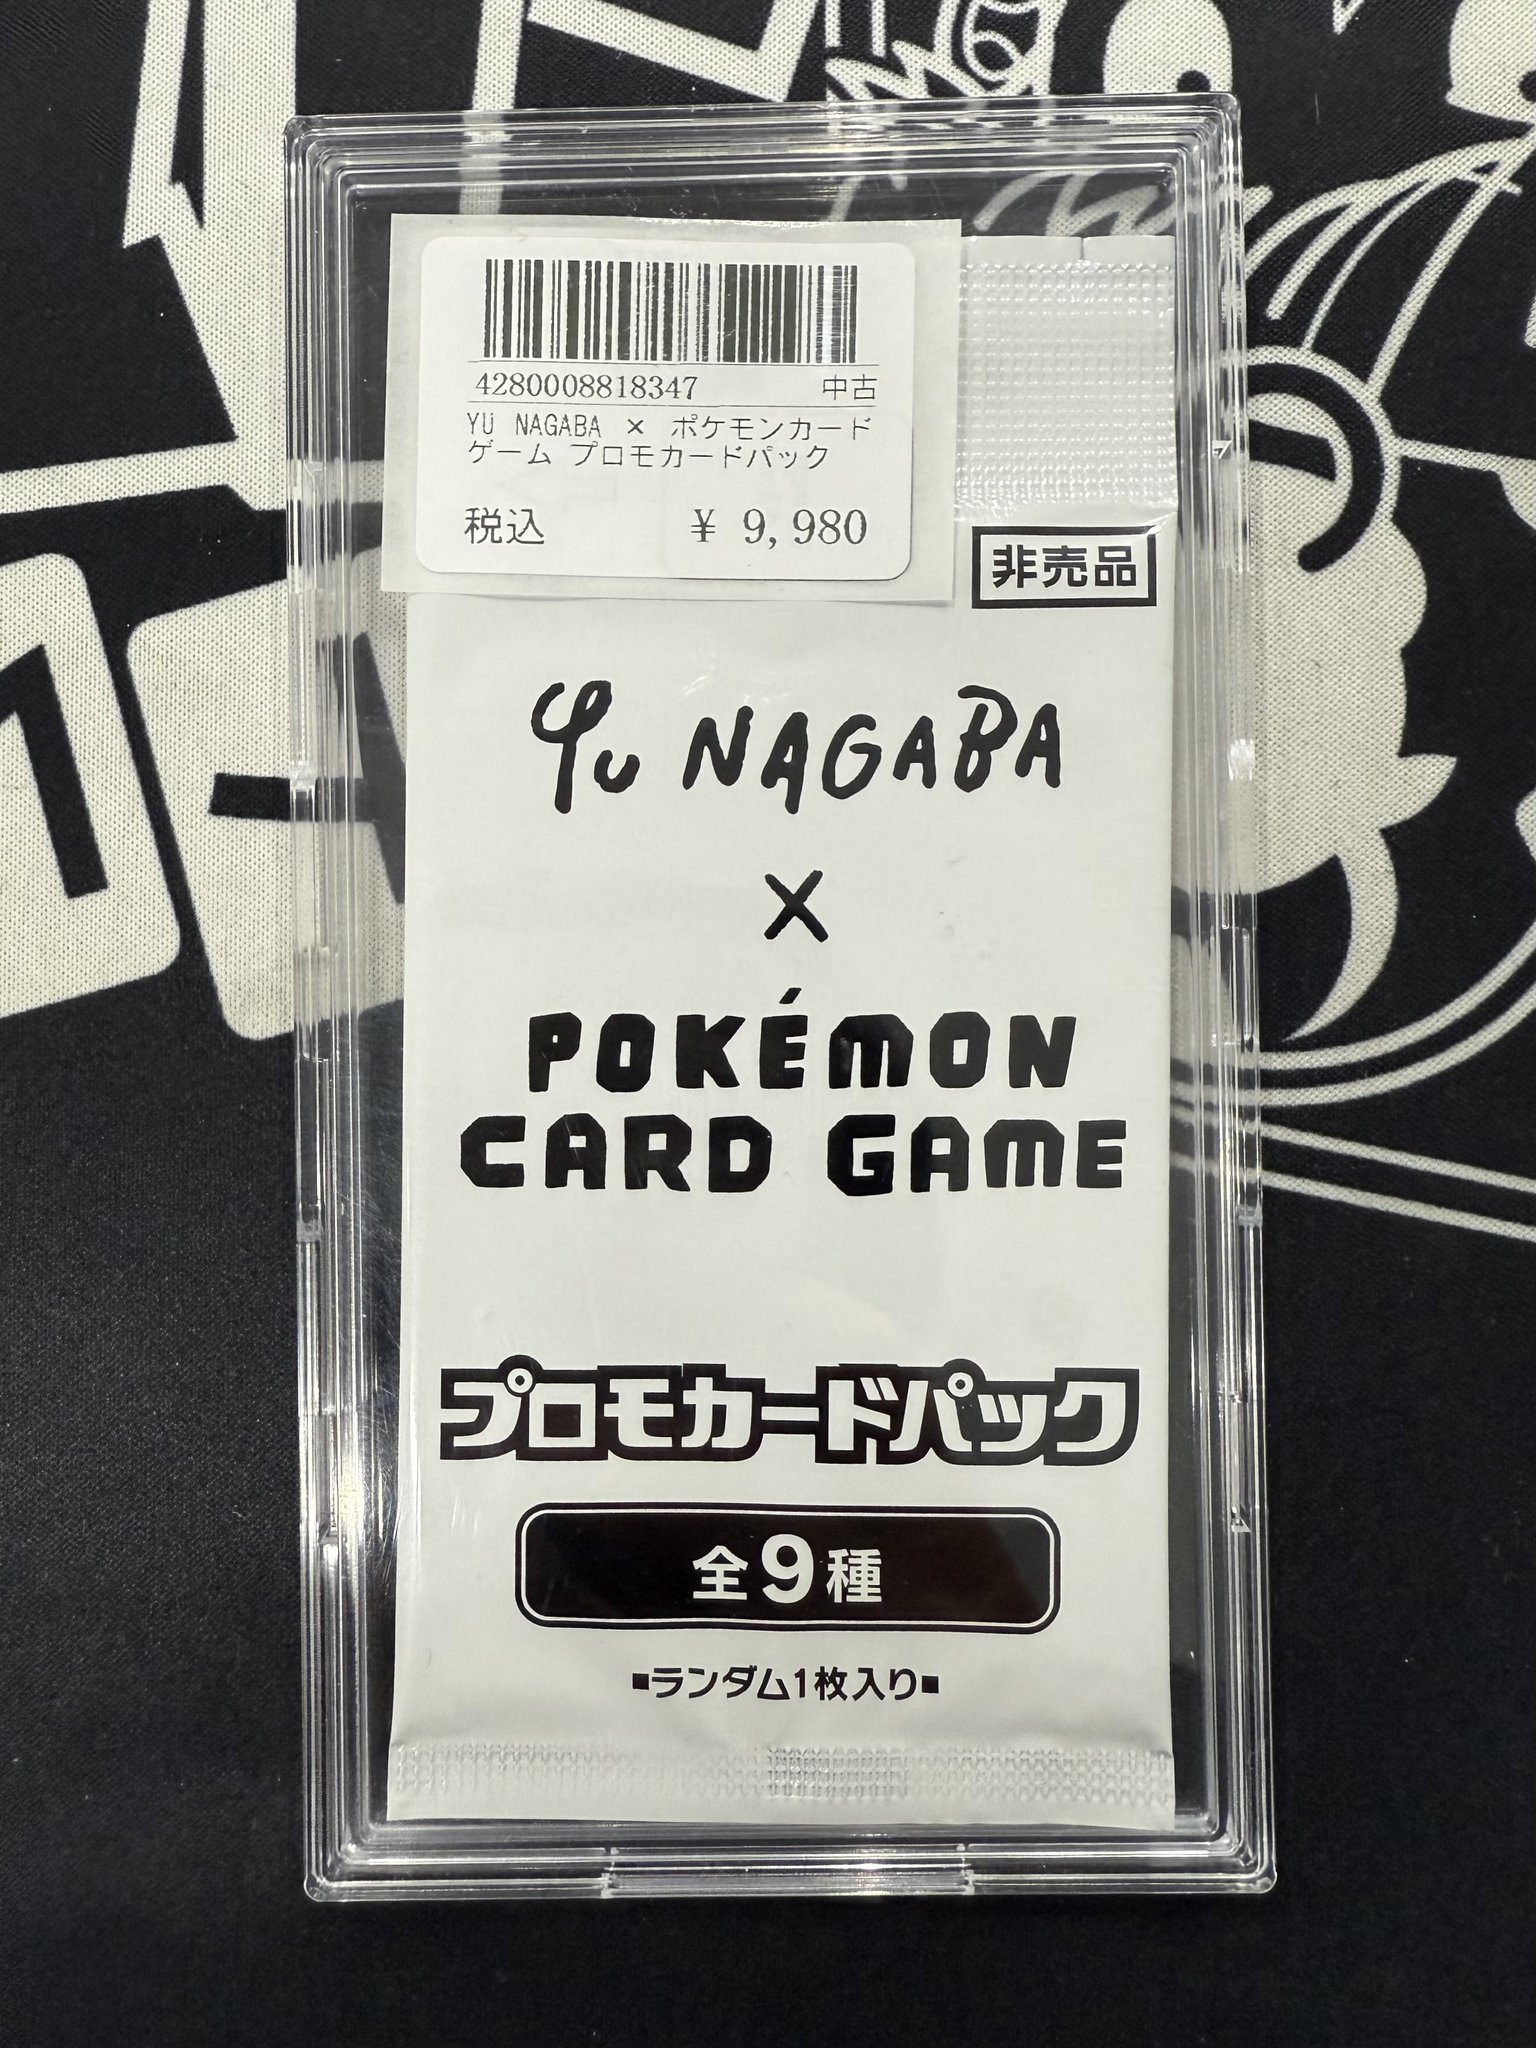 4280008818347 中古
YU NAGABA × ポケモンカード
ゲーム プロモカードパック
税込 ¥ 9,980
非売品
Yu NAGABA
×
POKÉMON
CARD GAME
プロモカードパック
全9種
▪ランダム1枚入り▪